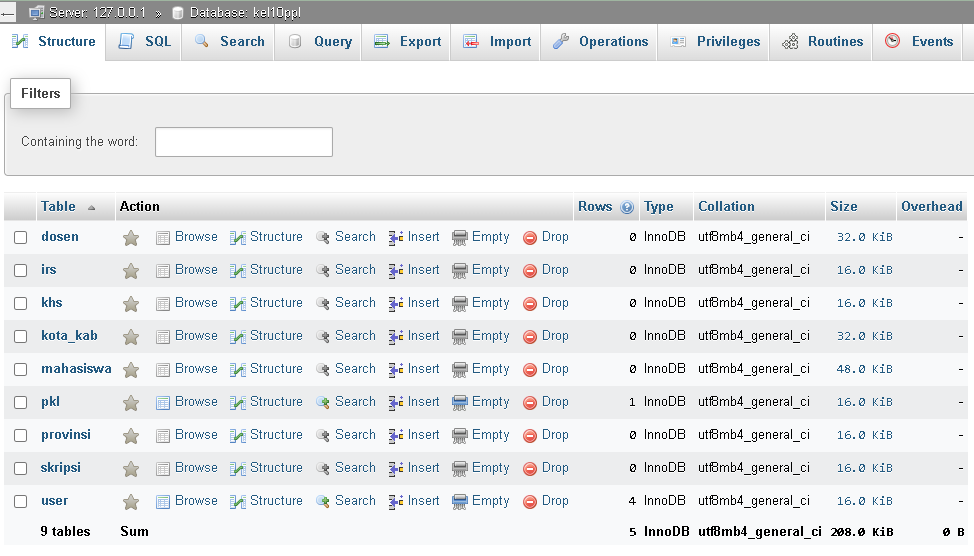 Server: 127.0.0.1 » Database: kel10ppl
Structure SQL Search Query Export Import Operations Privileges Routines Events
Filters
Containing the word:
Table Action Rows Type Collation Size Overhead
dosen Browse Structure Search Insert Empty Drop 0 InnoDB utf8mb4_general_ci 32.0 KiB -
irs Browse Structure Search Insert Empty Drop 0 InnoDB utf8mb4_general_ci 16.0 KiB -
khs Browse Structure Search Insert Empty Drop 0 InnoDB utf8mb4_general_ci 16.0 KiB -
kota_kab Browse Structure Search Insert Empty Drop 0 InnoDB utf8mb4_general_ci 32.0 KiB -
mahasiswa Browse Structure Search Insert Empty Drop 0 InnoDB utf8mb4_general_ci 48.0 KiB -
pkl Browse Structure Search Insert Empty Drop 1 InnoDB utf8mb4_general_ci 16.0 KiB -
provinsi Browse Structure Search Insert Empty Drop 0 InnoDB utf8mb4_general_ci 16.0 KiB -
skripsi Browse Structure Search Insert Empty Drop 0 InnoDB utf8mb4_general_ci 16.0 KiB -
user Browse Structure Search Insert Empty Drop 4 InnoDB utf8mb4_general_ci 16.0 KiB -
9 tables Sum 5 InnoDB utf8mb4_general_ci 208.0 KiB 0 B